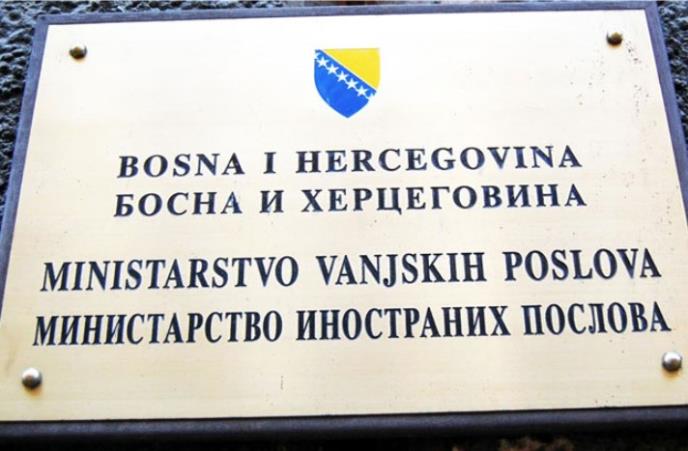 BOSNA I HERCEGOVINA
БОСНА И ХЕРЦЕГОВИНА
MINISTARSTVO VANJSKIH POSLOVA
МИНИСТАРСТВО ИНОСТРАНИХ ПОСЛОВА